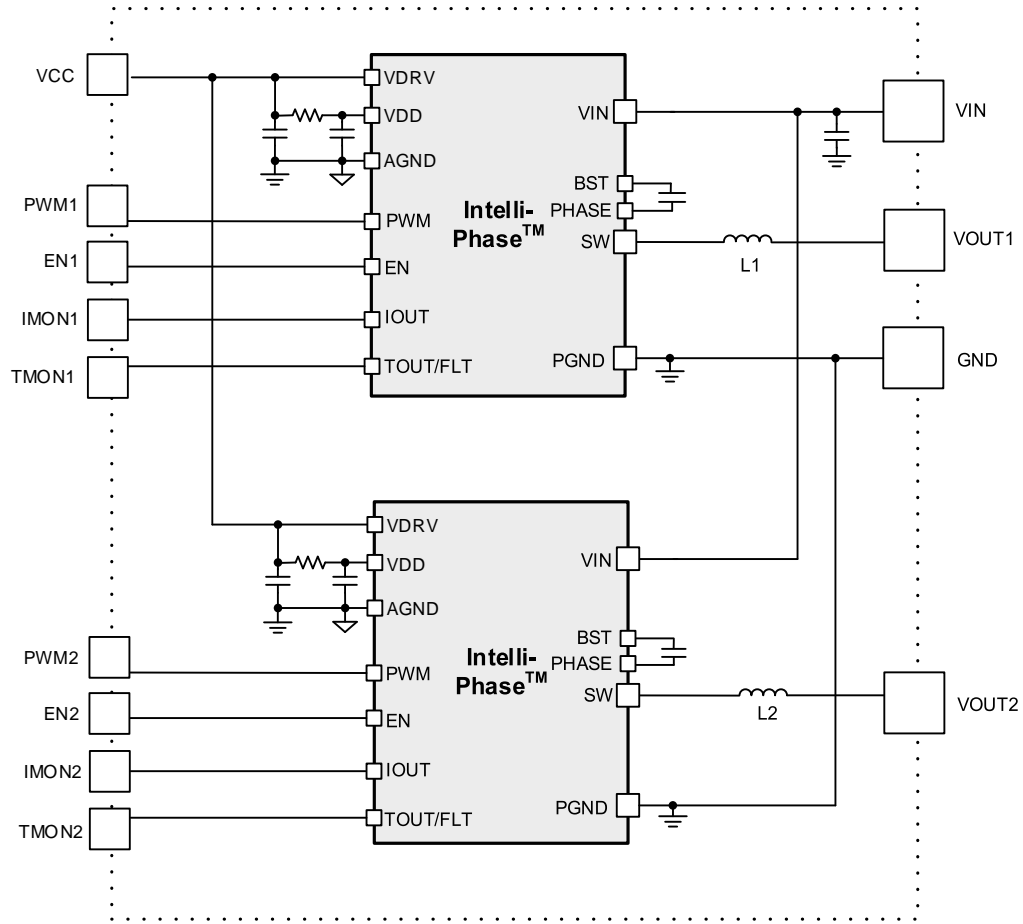 VCC
PWM1
EN1
IMON1
TMON1
VDRV
VDD
AGND
PWM
EN
IOUT
TOUT/FLT
Intelli-
Phase™
VIN
BST
PHASE
SW
PGND
L1
VIN
VOUT1
GND
PWM2
EN2
IMON2
TMON2
VDRV
VDD
AGND
PWM
EN
IOUT
TOUT/FLT
Intelli-
Phase™
VIN
BST
PHASE
SW
PGND
L2
VOUT2